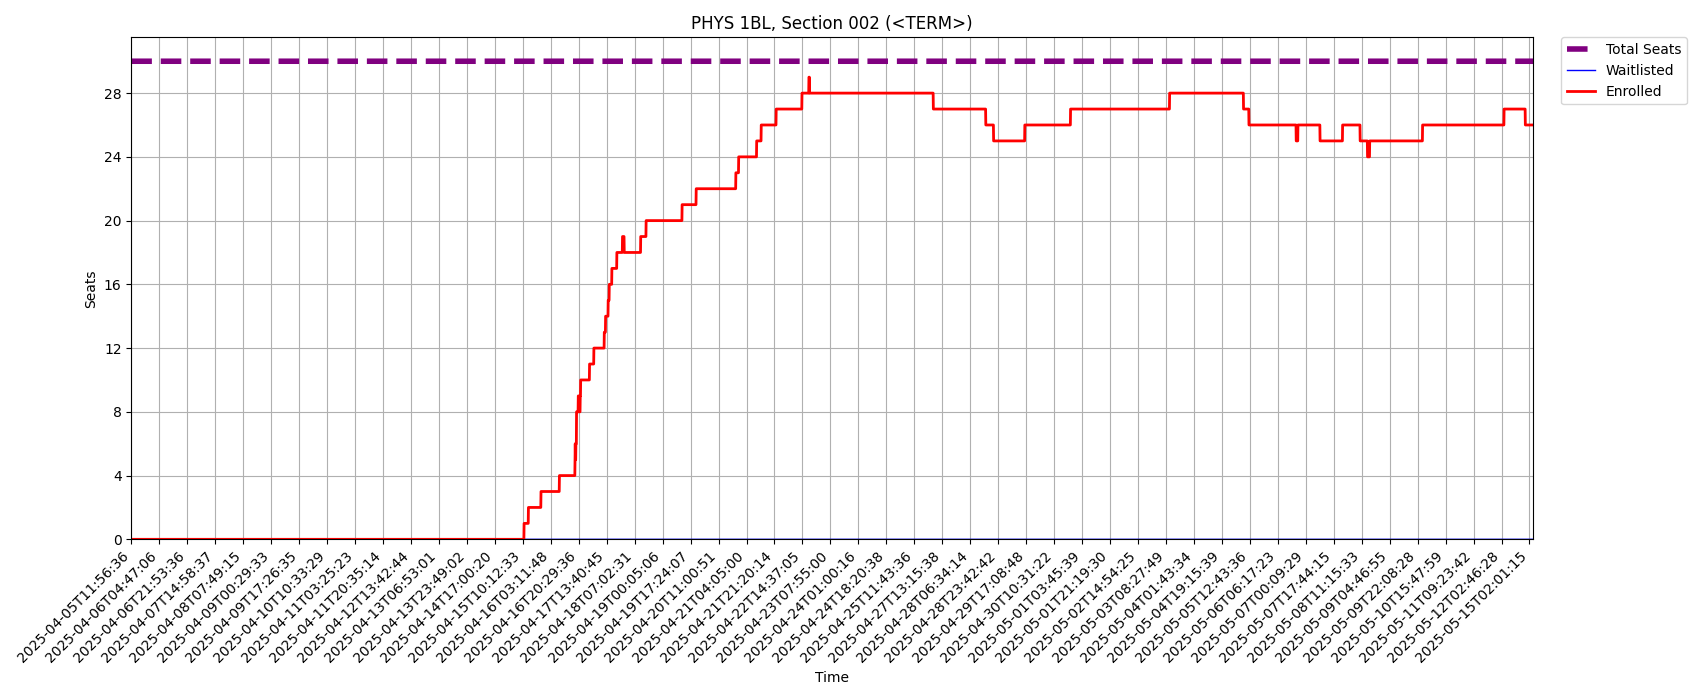 PHYS 1BL, Section 002 (<TERM>)
Total Seats
Waitlisted
Enrolled
Seats
28
24
20
16
12
8
4
0
2025-04-05T11:56:36
2025-04-06T04:47:06
2025-04-06T21:53:36
2025-04-07T14:58:37
2025-04-08T07:49:15
2025-04-09T00:29:33
2025-04-09T17:26:35
2025-04-10T10:33:29
2025-04-11T03:25:23
2025-04-11T20:35:14
2025-04-12T13:42:44
2025-04-13T06:53:01
2025-04-13T23:49:02
2025-04-14T17:00:20
2025-04-15T10:12:33
2025-04-16T03:11:48
2025-04-16T20:29:36
2025-04-17T13:40:45
2025-04-18T07:02:31
2025-04-19T00:05:06
2025-04-19T17:24:07
2025-04-20T11:00:51
2025-04-21T04:05:00
2025-04-21T21:20:14
2025-04-22T14:37:05
2025-04-23T07:55:00
2025-04-24T01:00:16
2025-04-24T18:20:38
2025-04-25T11:43:36
2025-04-27T13:15:38
2025-04-28T06:34:14
2025-04-28T23:42:42
2025-04-29T17:08:48
2025-04-30T10:31:22
2025-05-01T03:45:39
2025-05-01T21:19:30
2025-05-02T14:54:25
2025-05-03T08:27:49
2025-05-04T01:43:34
2025-05-04T19:15:39
2025-05-05T12:43:36
2025-05-06T06:17:23
2025-05-07T00:09:29
2025-05-07T17:44:15
2025-05-08T11:15:33
2025-05-09T04:46:55
2025-05-09T22:08:28
2025-05-10T15:47:59
2025-05-11T09:23:42
2025-05-12T02:46:28
2025-05-15T02:01:15
Time